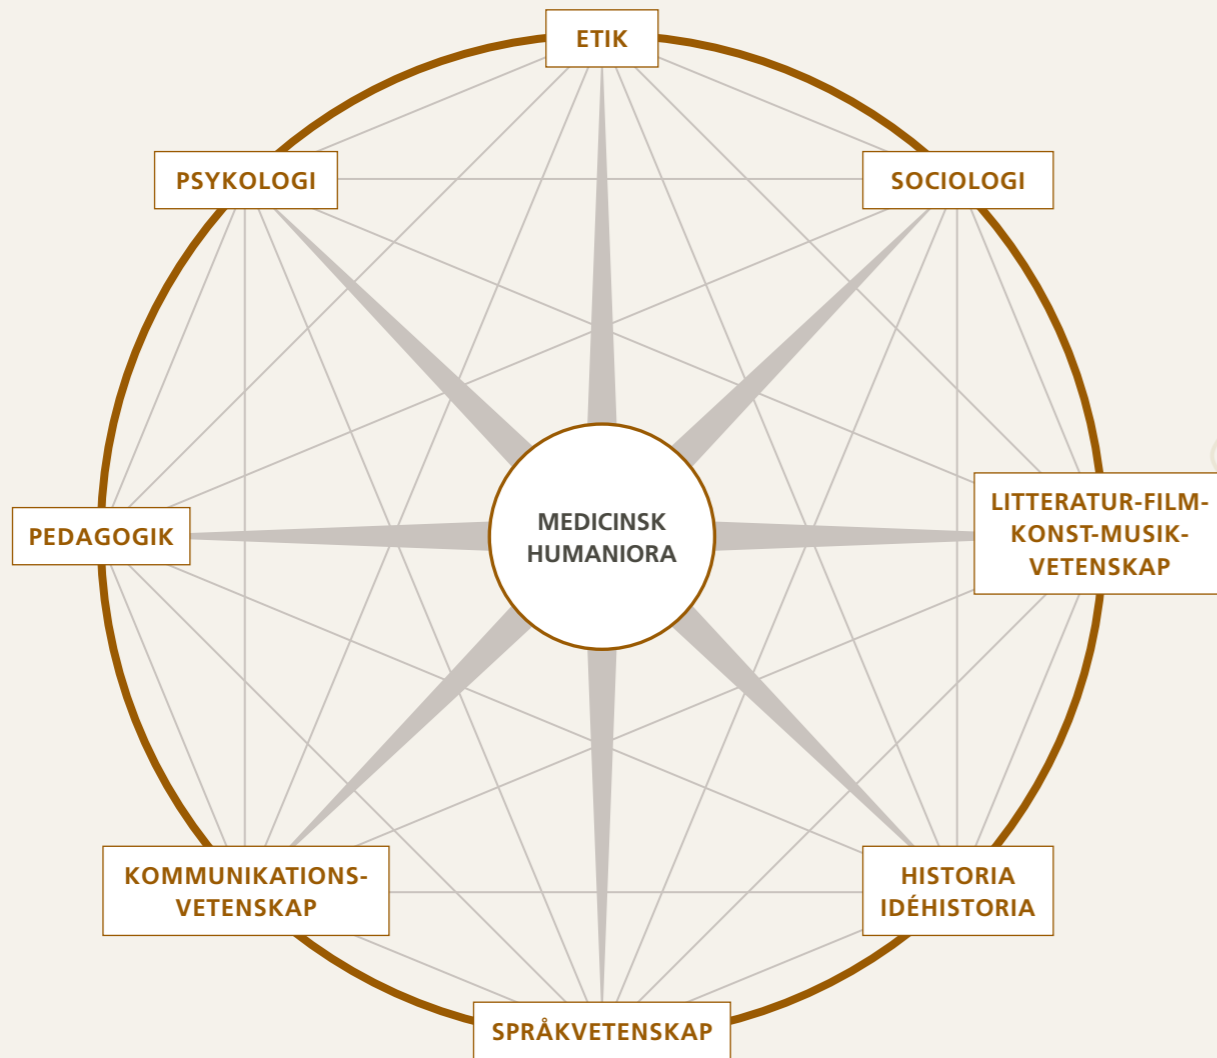 ETIK
PSYKOLOGI
SOCIOLOGI
PEDAGOGIK
MEDICINSK
HUMANIORA
LITTERATUR-FILM-
KONST-MUSIK-
VETENSKAP
KOMMUNIKATIONS-
VETENSKAP
HISTORIA
IDÉHISTORIA
SPRÅKVETENSKAP